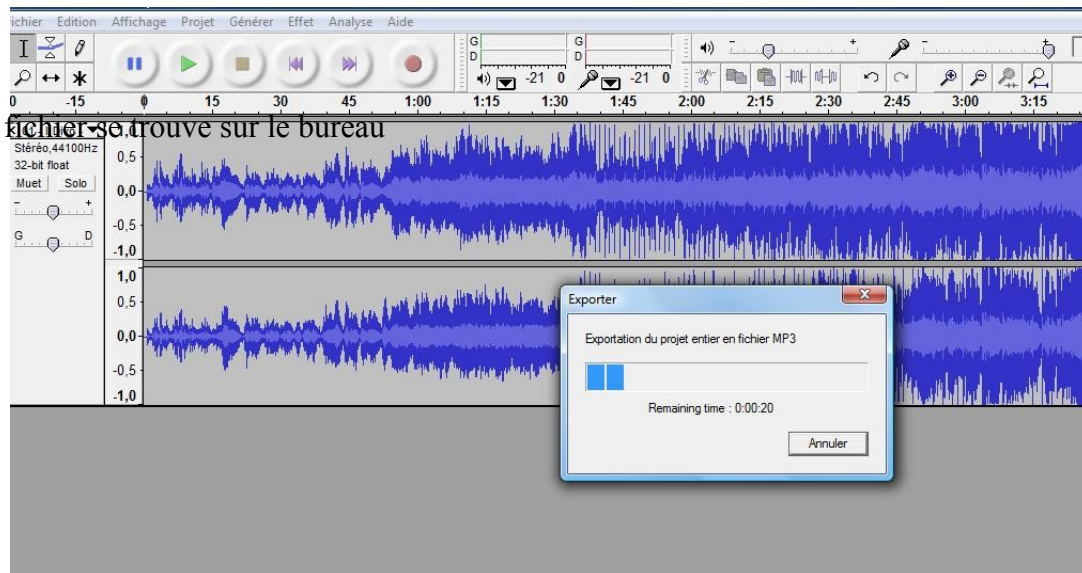 ichier Edition Affichage Projet Générer Effet Analyse Aide
G
D
-21 0
G
D
-21 0
- +
- +
0 -15 0 15 30 45 1:00 1:15 1:30 1:45 2:00 2:15 2:30 2:45 3:00 3:15
fichier se trouve sur le bureau
Stéréo,44100Hz
32-bit float
Muet Solo
- +
G D
0,5
0,0
-0,5
-1,0
1,0
0,5
0,0
-0,5
-1,0
Exporter
Exportation du projet entier en fichier MP3
Remaining time : 0:00:20
Annuler